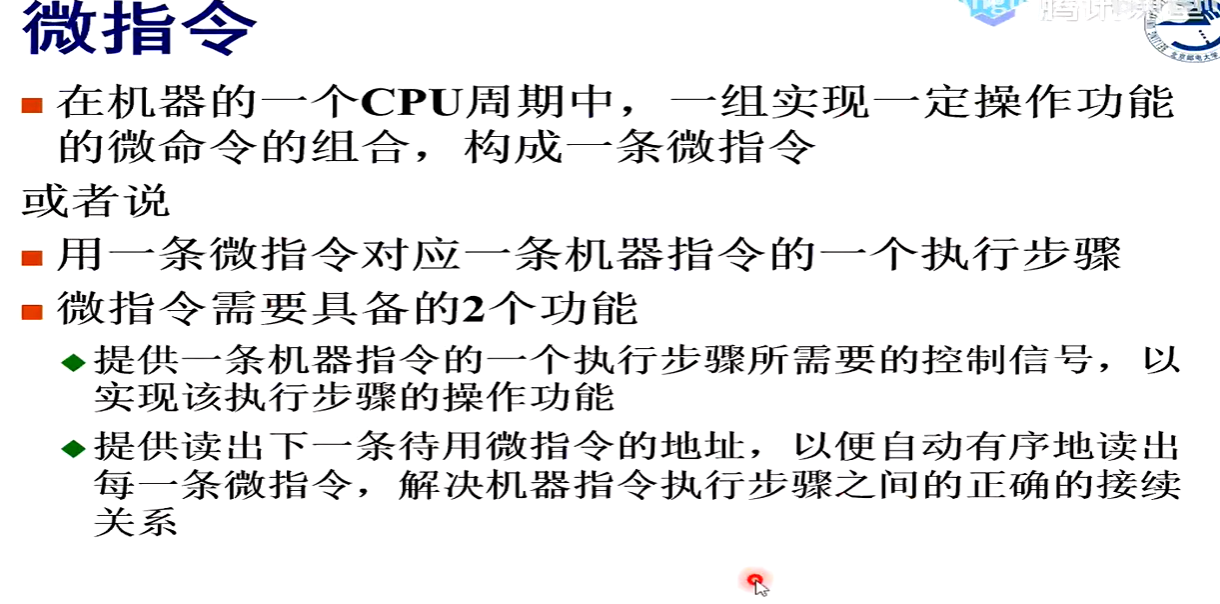 微指令
腾讯课堂
在机器的一个CPU周期中，一组实现一定操作功能
的微命令的组合，构成一条微指令
或者说
用一条微指令对应一条机器指令的一个执行步骤
微指令需要具备的2个功能
提供一条机器指令的一个执行步骤所需要的控制信号，以
实现该执行步骤的操作功能
提供读出下一条待用微指令的地址，以便自动有序地读出
每一条微指令，解决机器指令执行步骤之间的正确的接续
关系